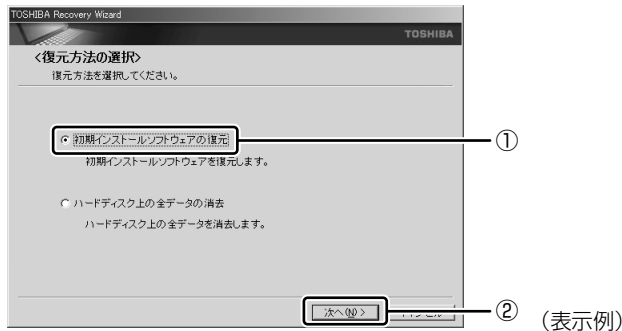 TOSHIBA Recovery Wizard
TOSHIBA
<復元方法の選択>
復元方法を選択してください。
初期インストールソフトウェアの復元
①
初期インストールソフトウェアを復元します。
ハードディスク上の全データの消去
ハードディスク上の全データを消去します。
次へ(N) >
②
(表示例)